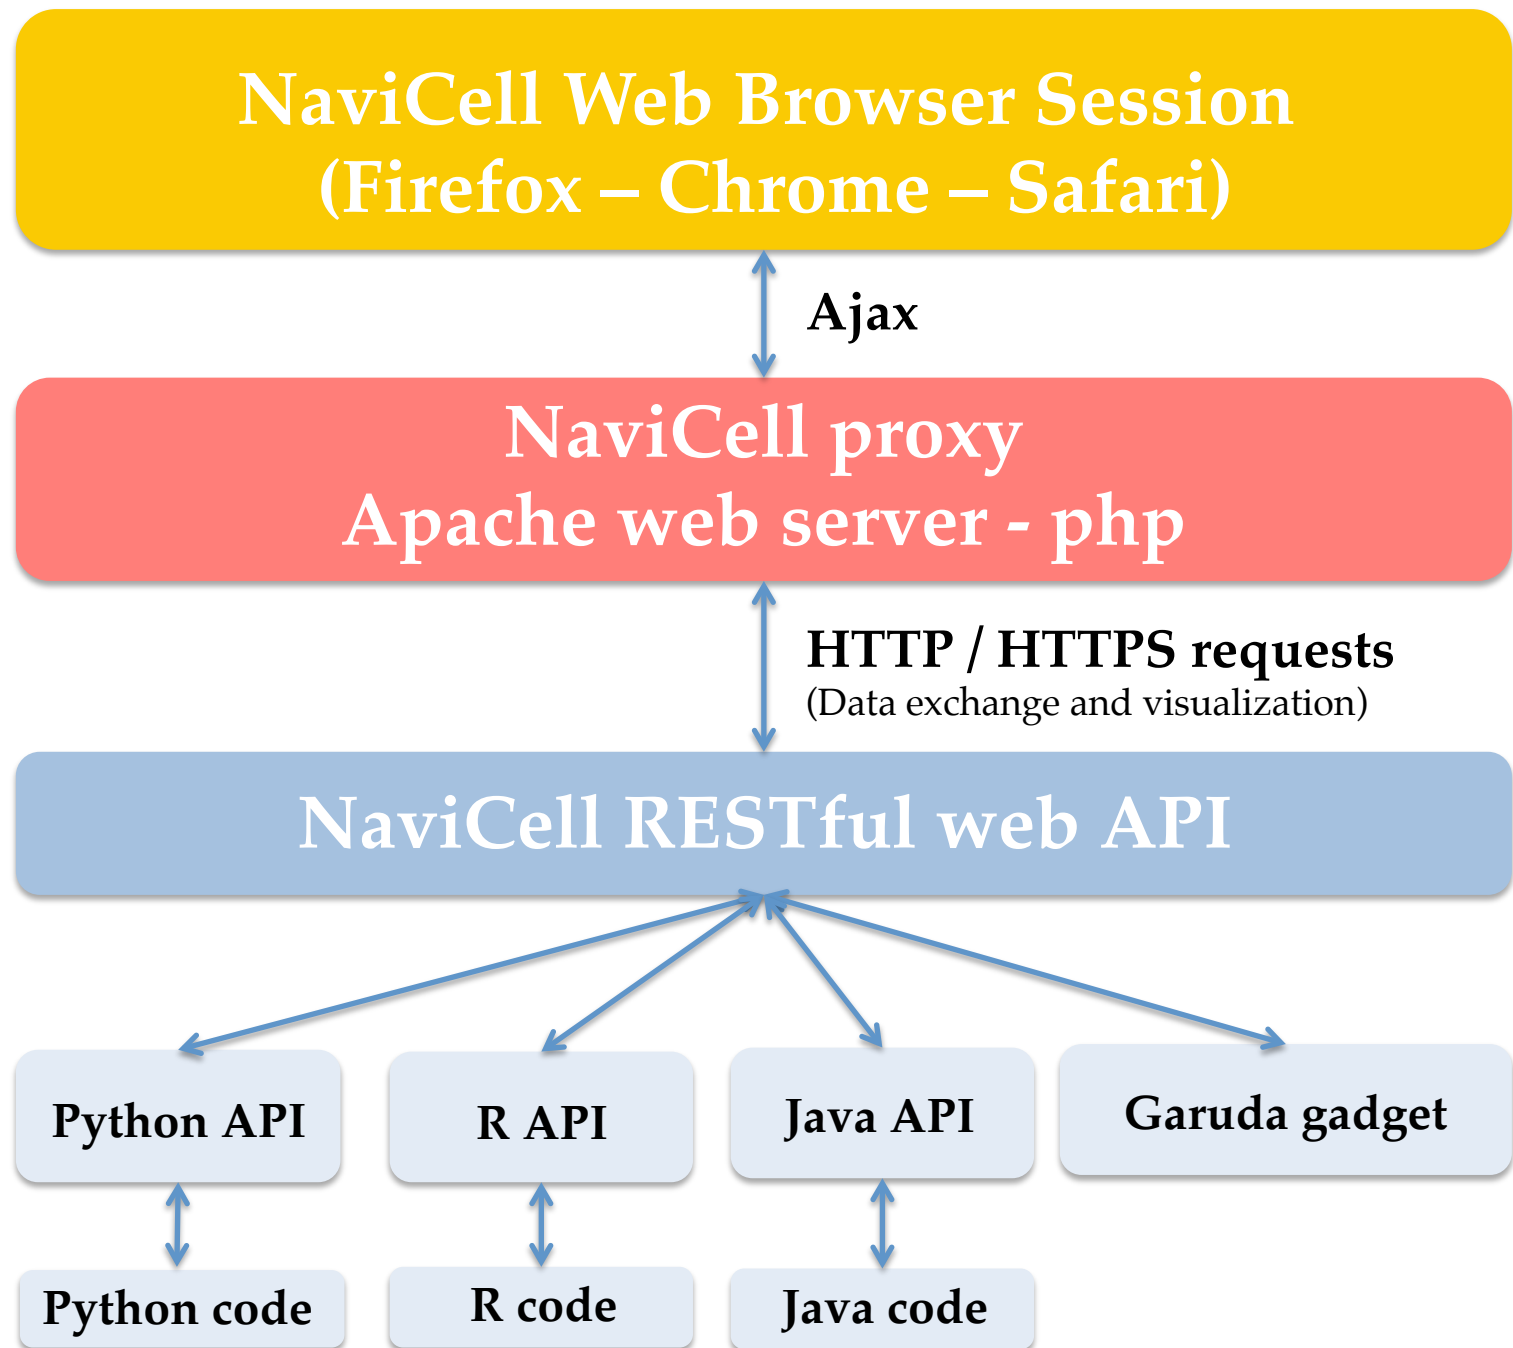 NaviCell Web Browser Session
(Firefox – Chrome – Safari)
Ajax
NaviCell proxy
Apache web server - php
HTTP / HTTPS requests
(Data exchange and visualization)
NaviCell RESTful web API
Python API
R API
Java API
Garuda gadget
Python code
R code
Java code